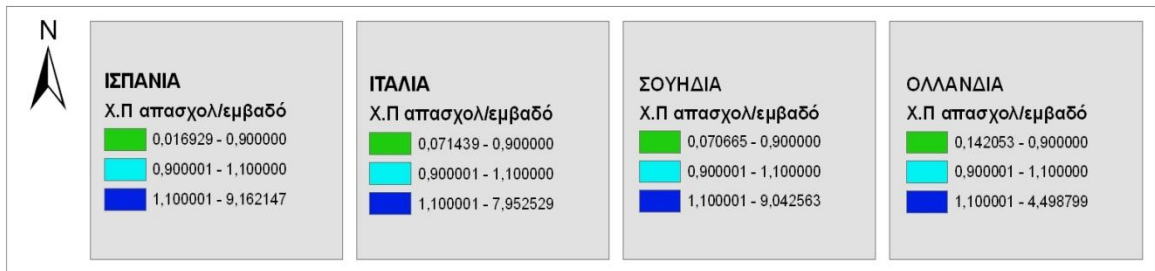 N
ΙΣΠΑΝΙΑ
Χ.Π απασχολ/εμβαδό
0,016929 - 0,900000
0,900001 - 1,100000
1,100001 - 9,162147
ΙΤΑΛΙΑ
Χ.Π απασχολ/εμβαδό
0,071439 - 0,900000
0,900001 - 1,100000
1,100001 - 7,952529
ΣΟΥΗΔΙΑ
Χ.Π απασχολ/εμβαδό
0,070665 - 0,900000
0,900001 - 1,100000
1,100001 - 9,042563
ΟΛΛΑΝΔΙΑ
Χ.Π απασχολ/εμβαδό
0,142053 - 0,900000
0,900001 - 1,100000
1,100001 - 4,498799